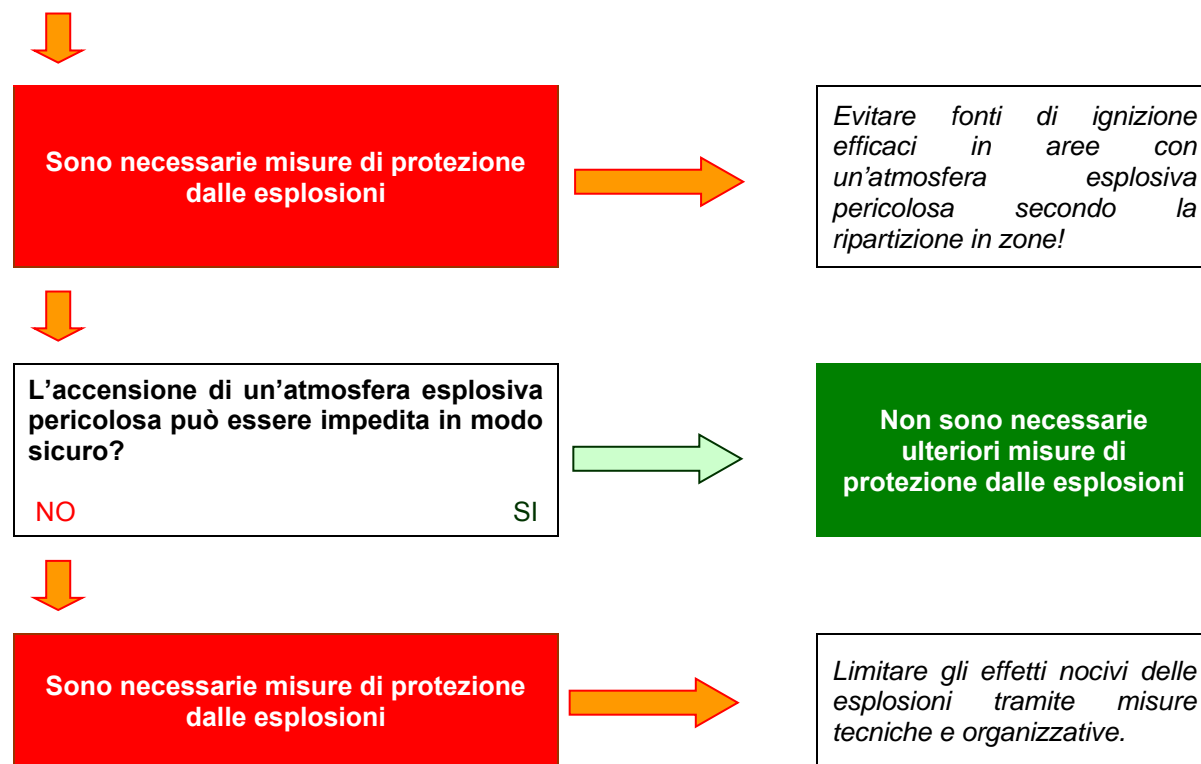 Sono necessarie misure di protezione
dalle esplosioni
Evitare fonti di ignizione
efficaci in aree con
un'atmosfera esplosiva
pericolosa secondo la
ripartizione in zone!
L'accensione di un'atmosfera esplosiva
pericolosa può essere impedita in modo
sicuro?
NO SI
Non sono necessarie
ulteriori misure di
protezione dalle esplosioni
Sono necessarie misure di protezione
dalle esplosioni
Limitare gli effetti nocivi delle
esplosioni tramite misure
tecniche e organizzative.